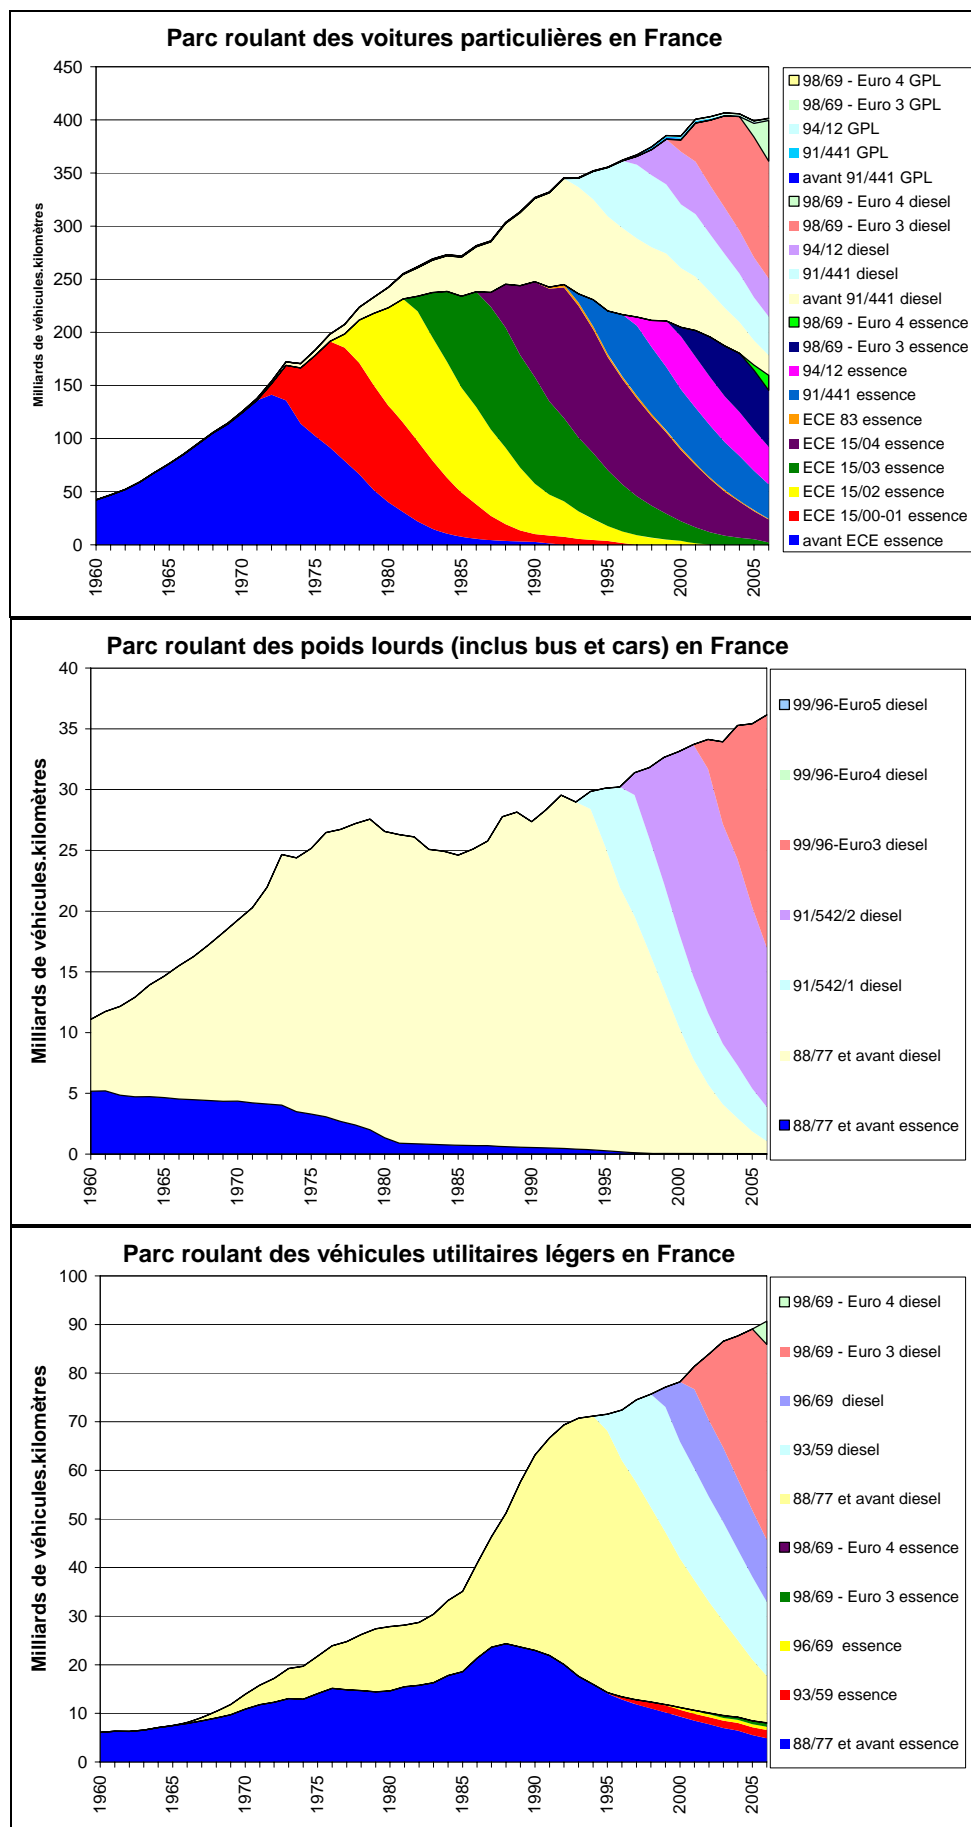 Parc roulant des voitures particulières en France
Milliards de véhicules.kilomètres
450
400
350
300
250
200
150
100
50
0
1960
1965
1970
1975
1980
1985
1990
1995
2000
2005
98/69 - Euro 4 GPL
98/69 - Euro 3 GPL
94/12 GPL
91/441 GPL
avant 91/441 GPL
98/69 - Euro 4 diesel
98/69 - Euro 3 diesel
94/12 diesel
91/441 diesel
avant 91/441 diesel
98/69 - Euro 4 essence
98/69 - Euro 3 essence
94/12 essence
91/441 essence
ECE 83 essence
ECE 15/04 essence
ECE 15/03 essence
ECE 15/02 essence
ECE 15/00-01 essence
avant ECE essence
Parc roulant des poids lourds (inclus bus et cars) en France
Milliards de véhicules.kilomètres
40
35
30
25
20
15
10
5
0
1960
1965
1970
1975
1980
1985
1990
1995
2000
2005
99/96-Euro5 diesel
99/96-Euro4 diesel
99/96-Euro3 diesel
91/542/2 diesel
91/542/1 diesel
88/77 et avant diesel
88/77 et avant essence
Parc roulant des véhicules utilitaires légers en France
Milliards de véhicules.kilomètres
100
90
80
70
60
50
40
30
20
10
0
1960
1965
1970
1975
1980
1985
1990
1995
2000
2005
98/69 - Euro 4 diesel
98/69 - Euro 3 diesel
96/69 diesel
93/59 diesel
88/77 et avant diesel
98/69 - Euro 4 essence
98/69 - Euro 3 essence
96/69 essence
93/59 essence
88/77 et avant essence